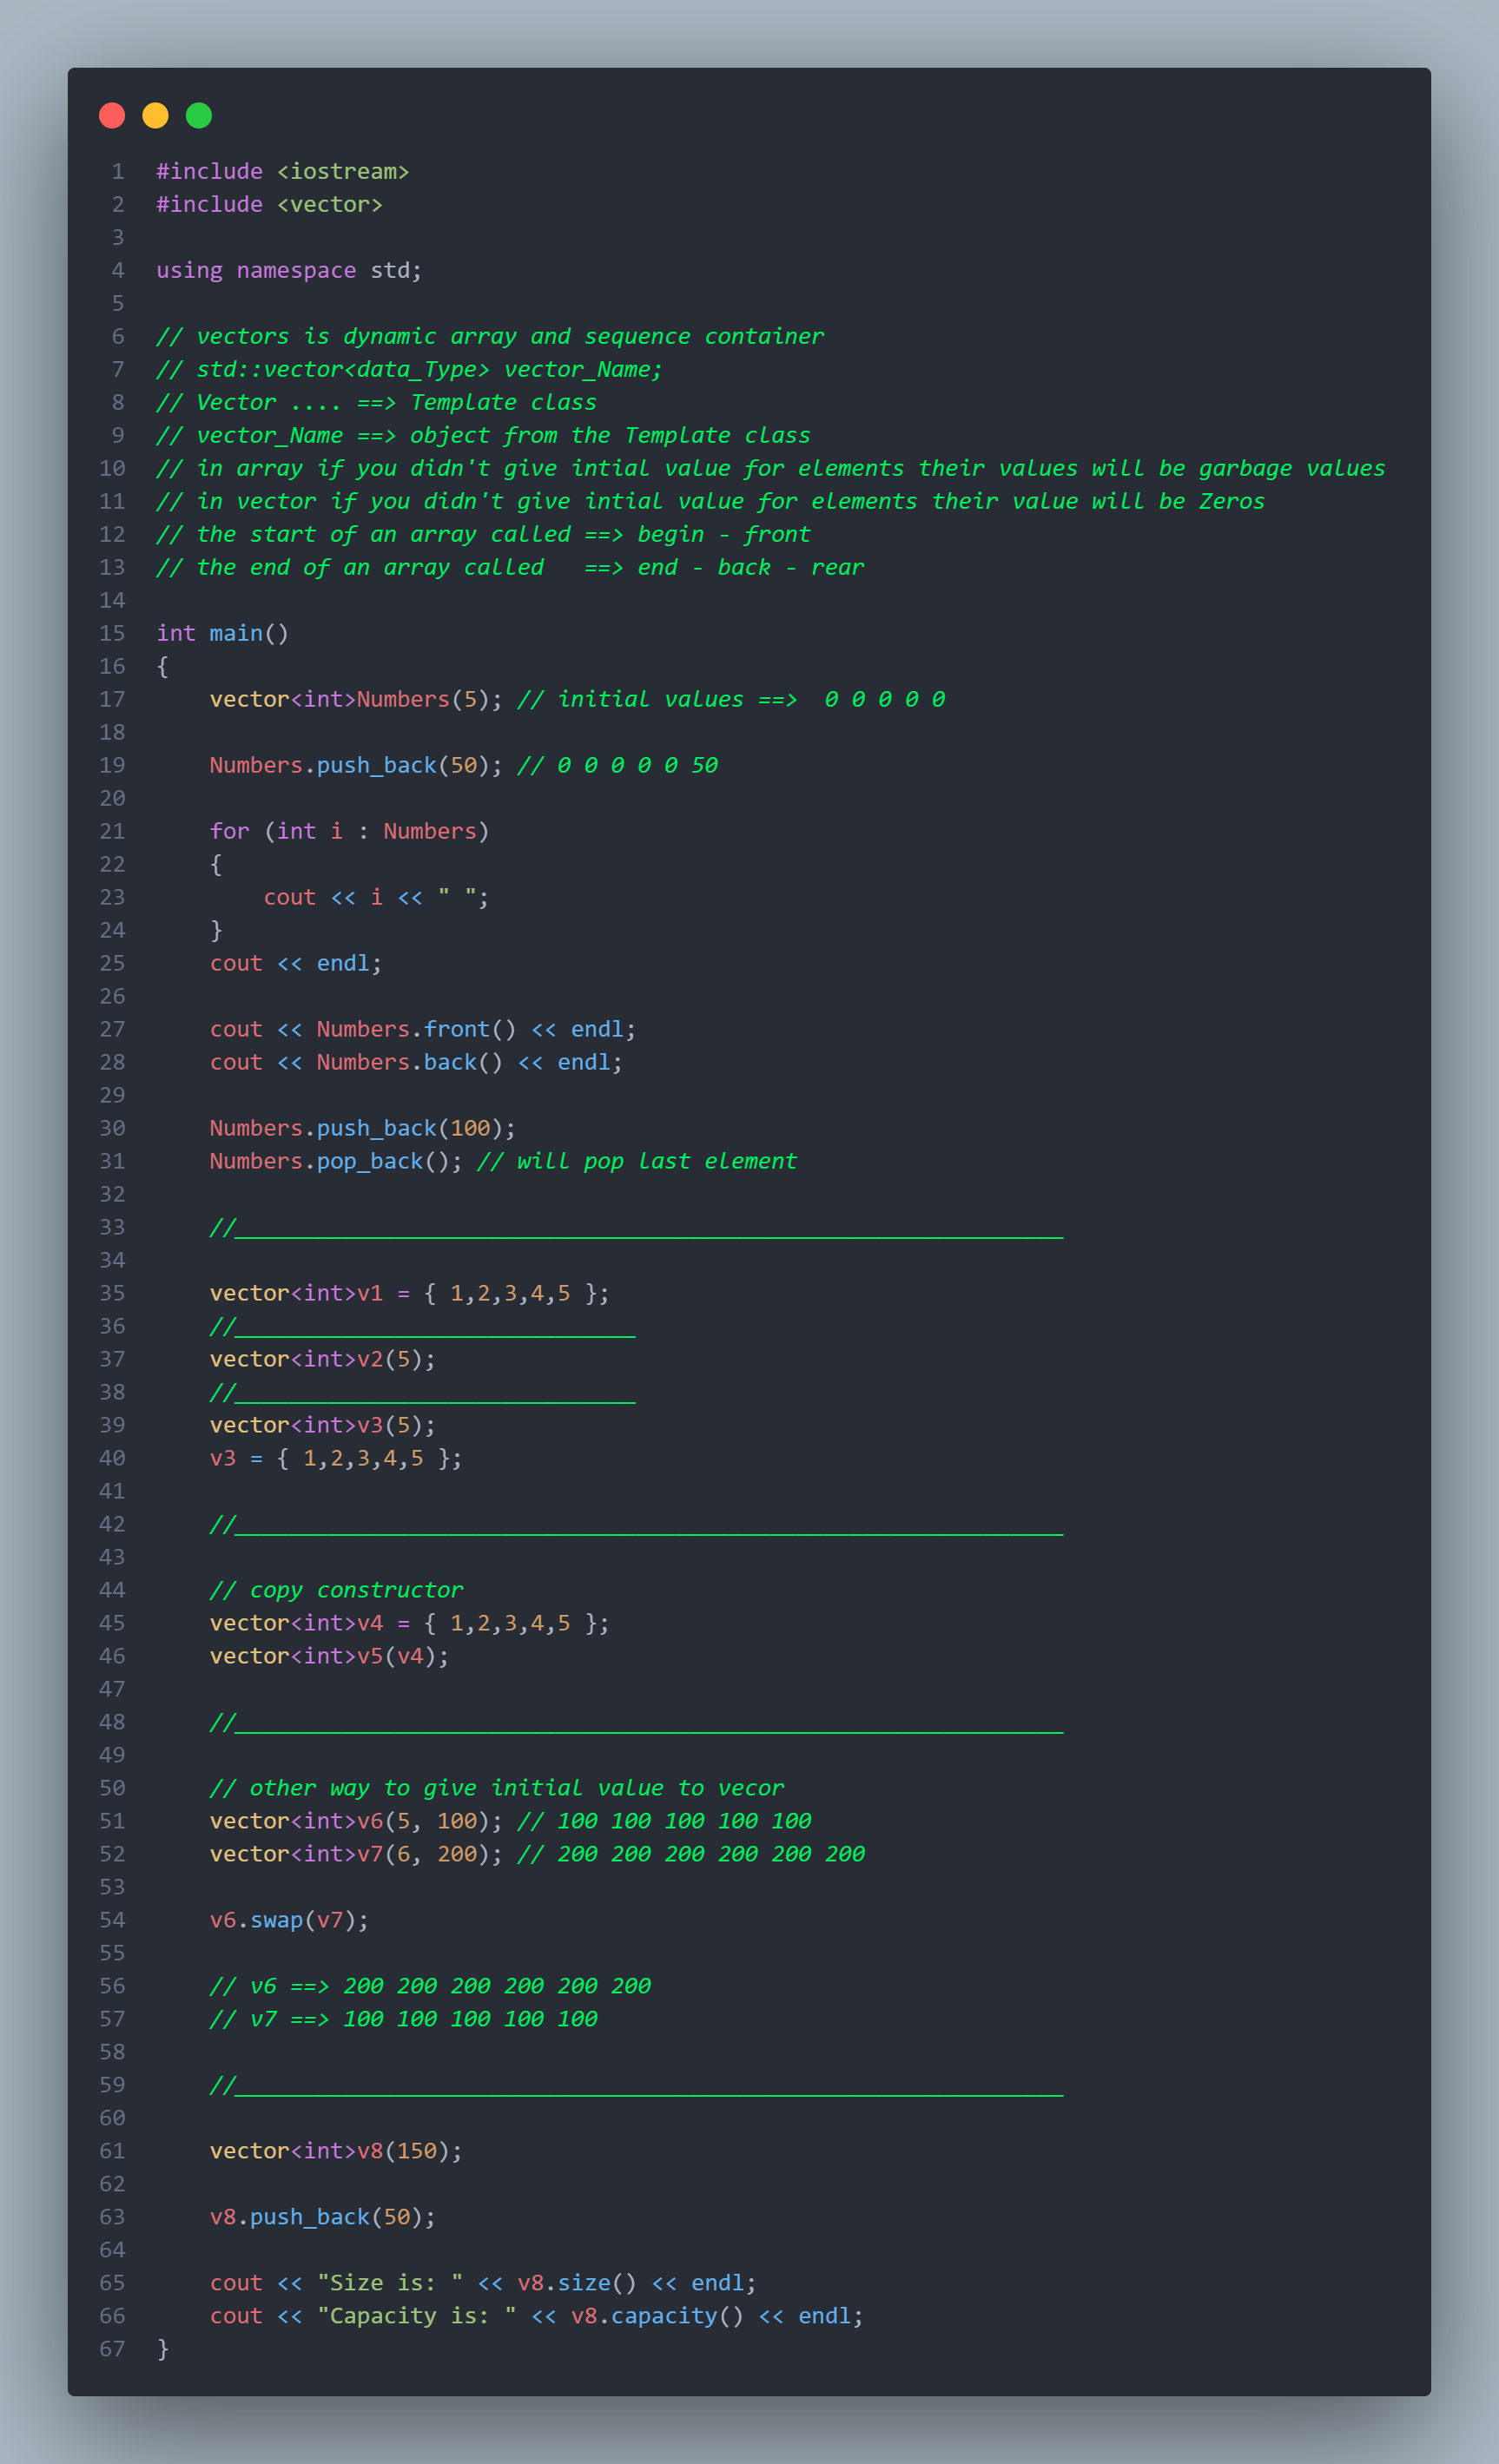 1 #include <iostream>
2 #include <vector>
3
4 using namespace std;
5
6 // vectors is dynamic array and sequence container
7 // std::vector<data_Type> vector_Name;
8 // Vector .... ==> Template class
9 // vector_Name ==> object from the Template class
10 // in array if you didn't give intial value for elements their values will be garbage values
11 // in vector if you didn't give intial value for elements their value will be Zeros
12 // the start of an array called ==> begin - front
13 // the end of an array called   ==> end - back - rear
14
15 int main()
16 {
17     vector<int>Numbers(5); // initial values ==>  0 0 0 0 0
18
19     Numbers.push_back(50); // 0 0 0 0 0 50
20
21     for (int i : Numbers)
22     {
23         cout << i << " ";
24     }
25     cout << endl;
26
27     cout << Numbers.front() << endl;
28     cout << Numbers.back() << endl;
29
30     Numbers.push_back(100);
31     Numbers.pop_back(); // will pop last element
32
33     //______________________________________________________________
34
35     vector<int>v1 = { 1,2,3,4,5 };
36     //______________________________
37     vector<int>v2(5);
38     //______________________________
39     vector<int>v3(5);
40     v3 = { 1,2,3,4,5 };
41
42     //______________________________________________________________
43
44     // copy constructor
45     vector<int>v4 = { 1,2,3,4,5 };
46     vector<int>v5(v4);
47
48     //______________________________________________________________
49
50     // other way to give initial value to vecor
51     vector<int>v6(5, 100); // 100 100 100 100 100
52     vector<int>v7(6, 200); // 200 200 200 200 200 200
53
54     v6.swap(v7);
55
56     // v6 ==> 200 200 200 200 200 200
57     // v7 ==> 100 100 100 100 100
58
59     //______________________________________________________________
60
61     vector<int>v8(150);
62
63     v8.push_back(50);
64
65     cout << "Size is: " << v8.size() << endl;
66     cout << "Capacity is: " << v8.capacity() << endl;
67 }